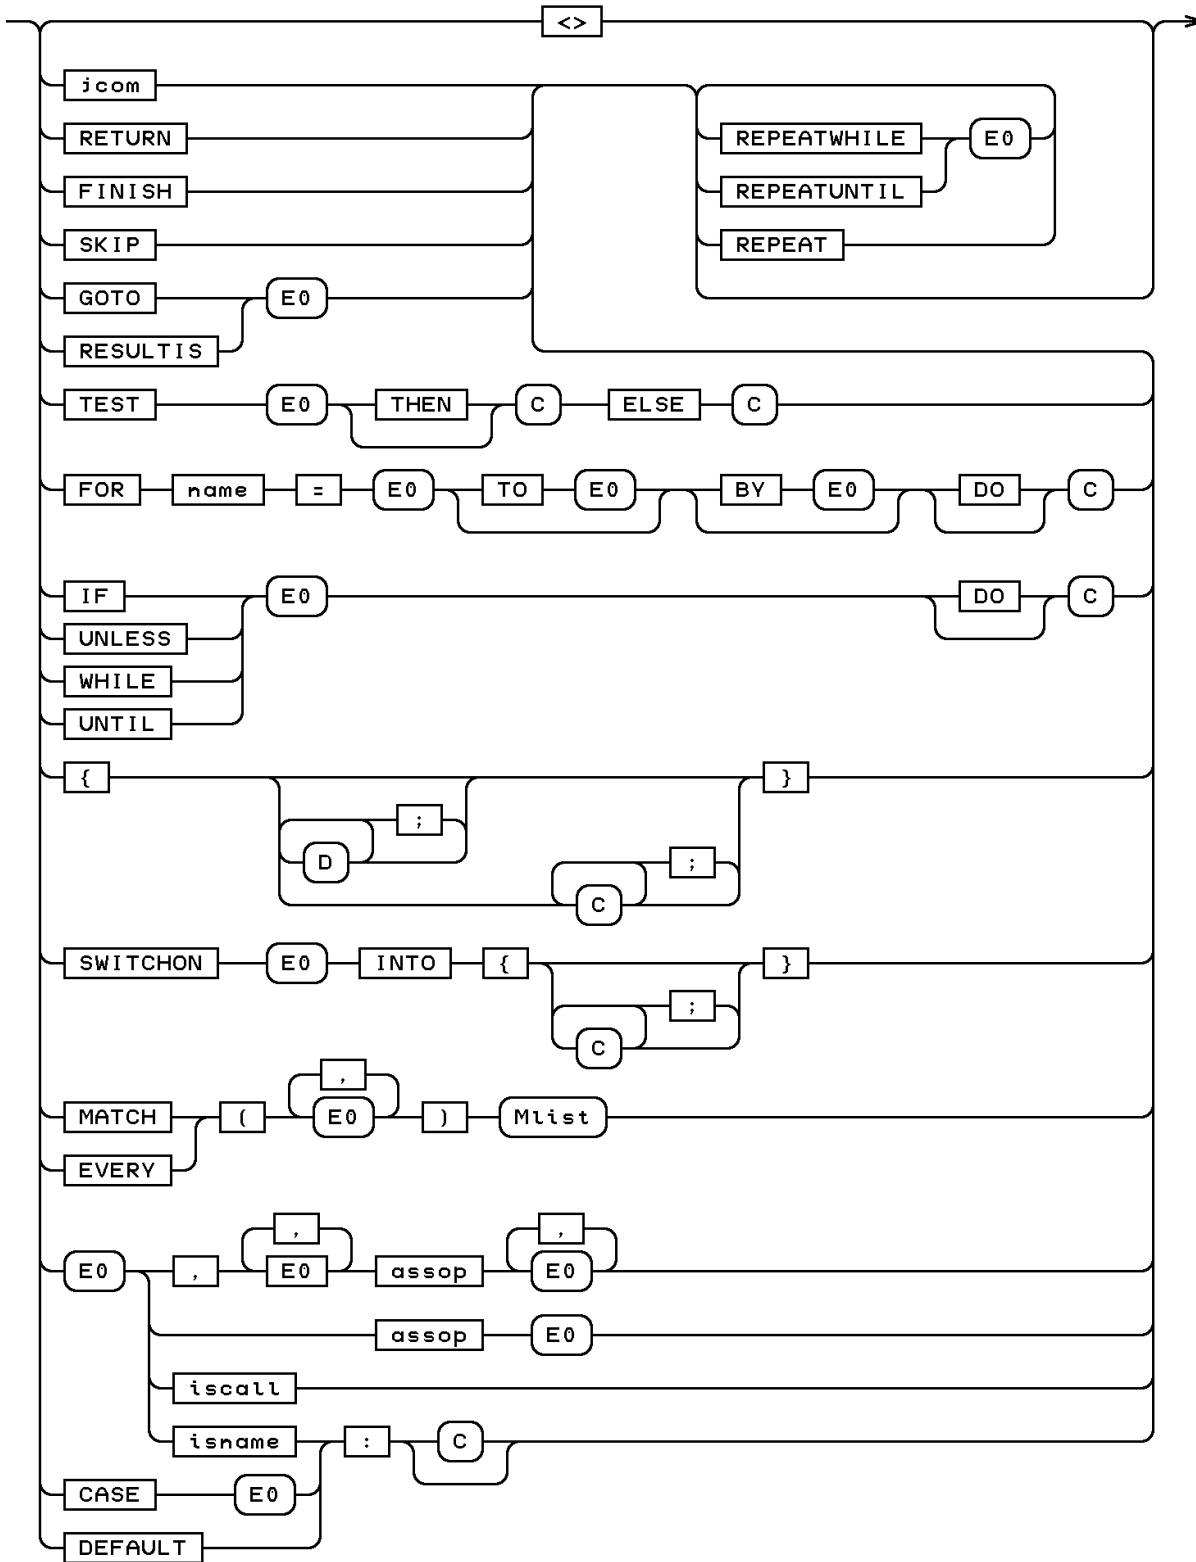 <>
jcom
RETURN REPEATWHILE E0
FINISH REPEATUNTIL
SKIP REPEAT
GOTO E0
RESULTIS
TEST E0 THEN C ELSE C
FOR name = E0 TO E0 BY E0 DO C
IF E0 DO C
UNLESS
WHILE
UNTIL
{ }
;
D ;
C
SWITCHON E0 INTO { }
;
C
,
MATCH ( E0 ) Mlist
EVERY
, ,
E0 , E0 assop E0
assop E0
iscall
isname : C
CASE E0
DEFAULT